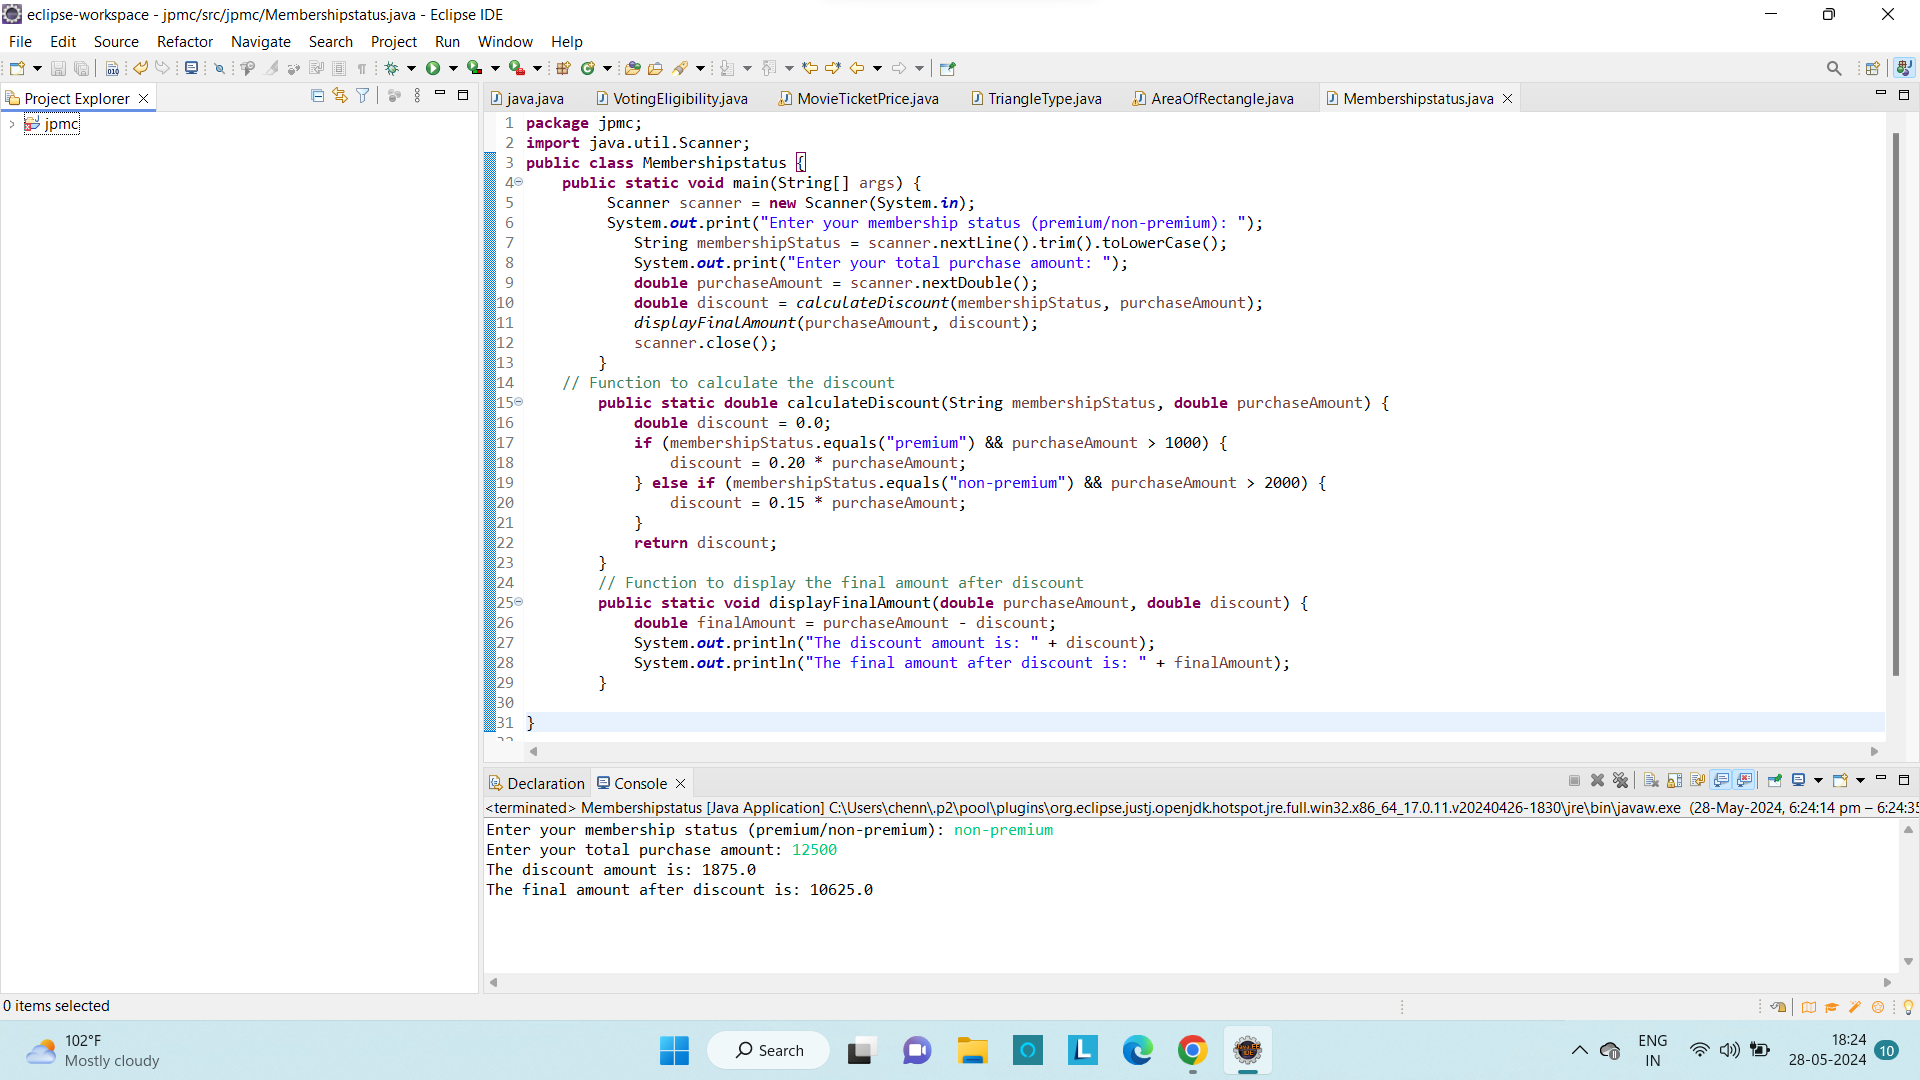 eclipse-workspace - jpmc/src/jpmc/Membershipstatus.java - Eclipse IDE
File Edit Source Refactor Navigate Search Project Run Window Help
Project Explorer
jpmc
java.java VotingEligibility.java MovieTicketPrice.java TriangleType.java AreaOfRectangle.java Membershipstatus.java
1 package jpmc;
2 import java.util.Scanner;
3 public class Membershipstatus {
4 public static void main(String[] args) {
5 Scanner scanner = new Scanner(System.in);
6 System.out.print("Enter your membership status (premium/non-premium): ");
7 String membershipStatus = scanner.nextLine().trim().toLowerCase();
8 System.out.print("Enter your total purchase amount: ");
9 double purchaseAmount = scanner.nextDouble();
10 double discount = calculateDiscount(membershipStatus, purchaseAmount);
11 displayFinalAmount(purchaseAmount, discount);
12 scanner.close();
13 }
14 // Function to calculate the discount
15 public static double calculateDiscount(String membershipStatus, double purchaseAmount) {
16 double discount = 0.0;
17 if (membershipStatus.equals("premium") && purchaseAmount > 1000) {
18 discount = 0.20 * purchaseAmount;
19 } else if (membershipStatus.equals("non-premium") && purchaseAmount > 2000) {
20 discount = 0.15 * purchaseAmount;
21 }
22 return discount;
23 }
24 // Function to display the final amount after discount
25 public static void displayFinalAmount(double purchaseAmount, double discount) {
26 double finalAmount = purchaseAmount - discount;
27 System.out.println("The discount amount is: " + discount);
28 System.out.println("The final amount after discount is: " + finalAmount);
29 }
30
31 }
Declaration Console
<terminated> Membershipstatus [Java Application] C:\Users\chenn\.p2\pool\plugins\org.eclipse.justj.openjdk.hotspot.jre.full.win32.x86_64_17.0.11.v20240426-1830\jre\bin\javaw.exe (28-May-2024, 6:24:14 pm – 6:24:35
Enter your membership status (premium/non-premium): non-premium
Enter your total purchase amount: 12500
The discount amount is: 1875.0
The final amount after discount is: 10625.0
0 items selected
102°F
Mostly cloudy
Search
ENG
IN
18:24
28-05-2024
10